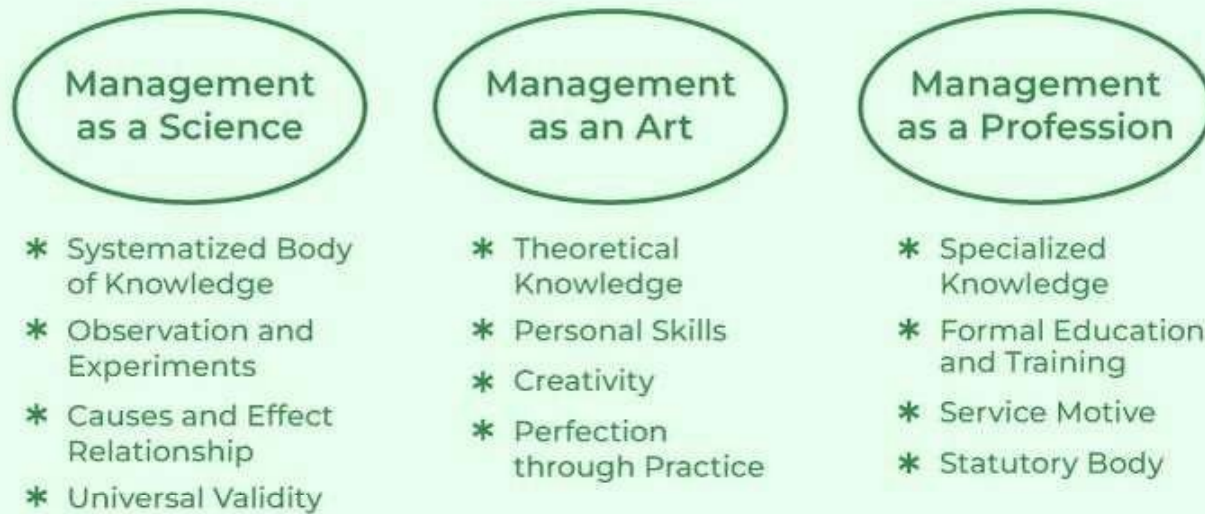 Management
as a Science
* Systematized Body
of Knowledge
* Observation and
Experiments
* Causes and Effect
Relationship
* Universal Validity
Management
as an Art
* Theoretical
Knowledge
* Personal Skills
* Creativity
* Perfection
through Practice
Management
as a Profession
* Specialized
Knowledge
* Formal Education
and Training
* Service Motive
* Statutory Body